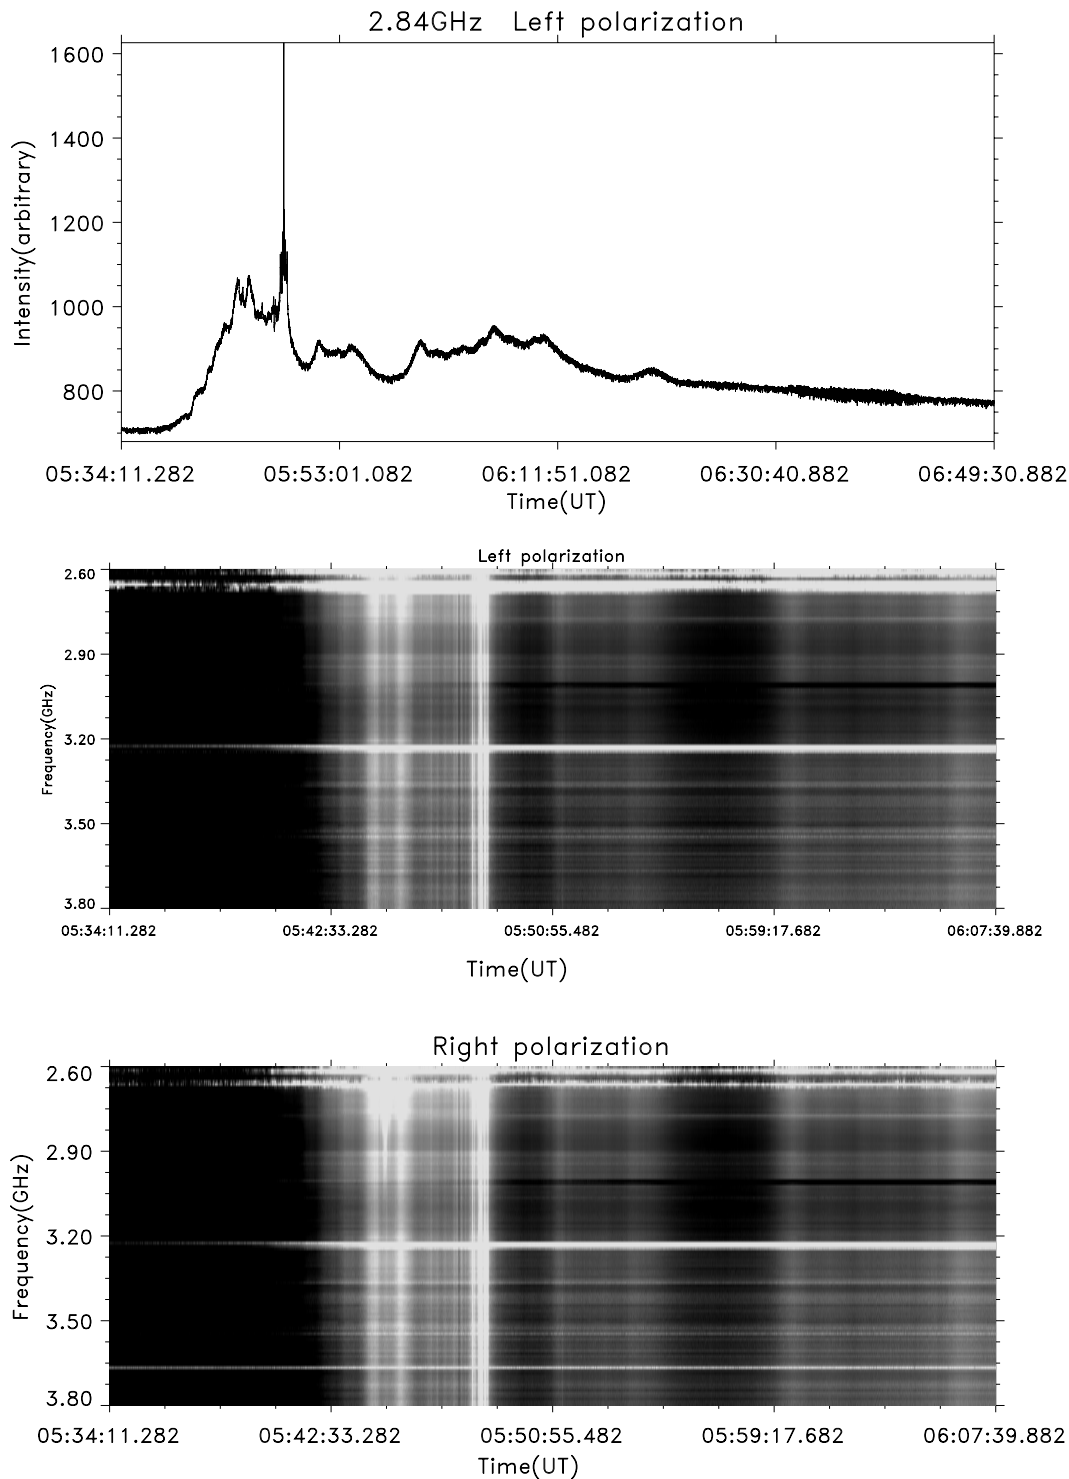 2.84GHz Left polarization
1600
1400
1200
1000
800
Intensity(arbitrary)
05:34:11.282 05:53:01.082 06:11:51.082 06:30:40.882 06:49:30.882
Time(UT)
Left polarization
2.60
2.90
3.20
3.50
3.80
Frequency(GHz)
05:34:11.282 05:42:33.282 05:50:55.482 05:59:17.682 06:07:39.882
Time(UT)
Right polarization
2.60
2.90
3.20
3.50
3.80
Frequency(GHz)
05:34:11.282 05:42:33.282 05:50:55.482 05:59:17.682 06:07:39.882
Time(UT)